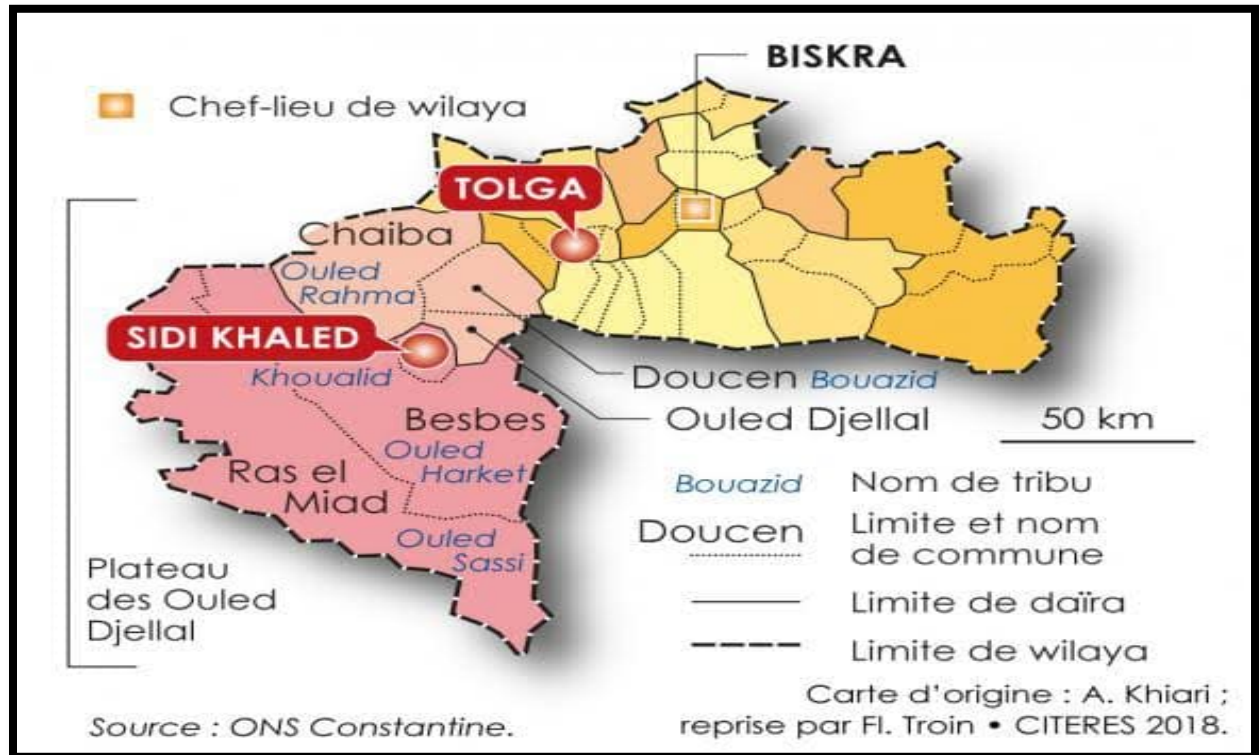 BISKRA
Chef-lieu de wilaya
TOLGA
Chaiba
Ouled
Rahma
SIDI KHALED
Khoualid
Doucen Bouazid
Ouled Djellal
50 km
Besbes
Ouled
Harket
Ras el
Miad
Ouled
Sassi
Plateau
des Ouled
Djellal
Bouazid Nom de tribu
Doucen Limite et nom
de commune
Limite de daïra
Limite de wilaya
Carte d'origine : A. Khiari ;
reprise par Fl. Troin • CITERES 2018.
Source : ONS Constantine.